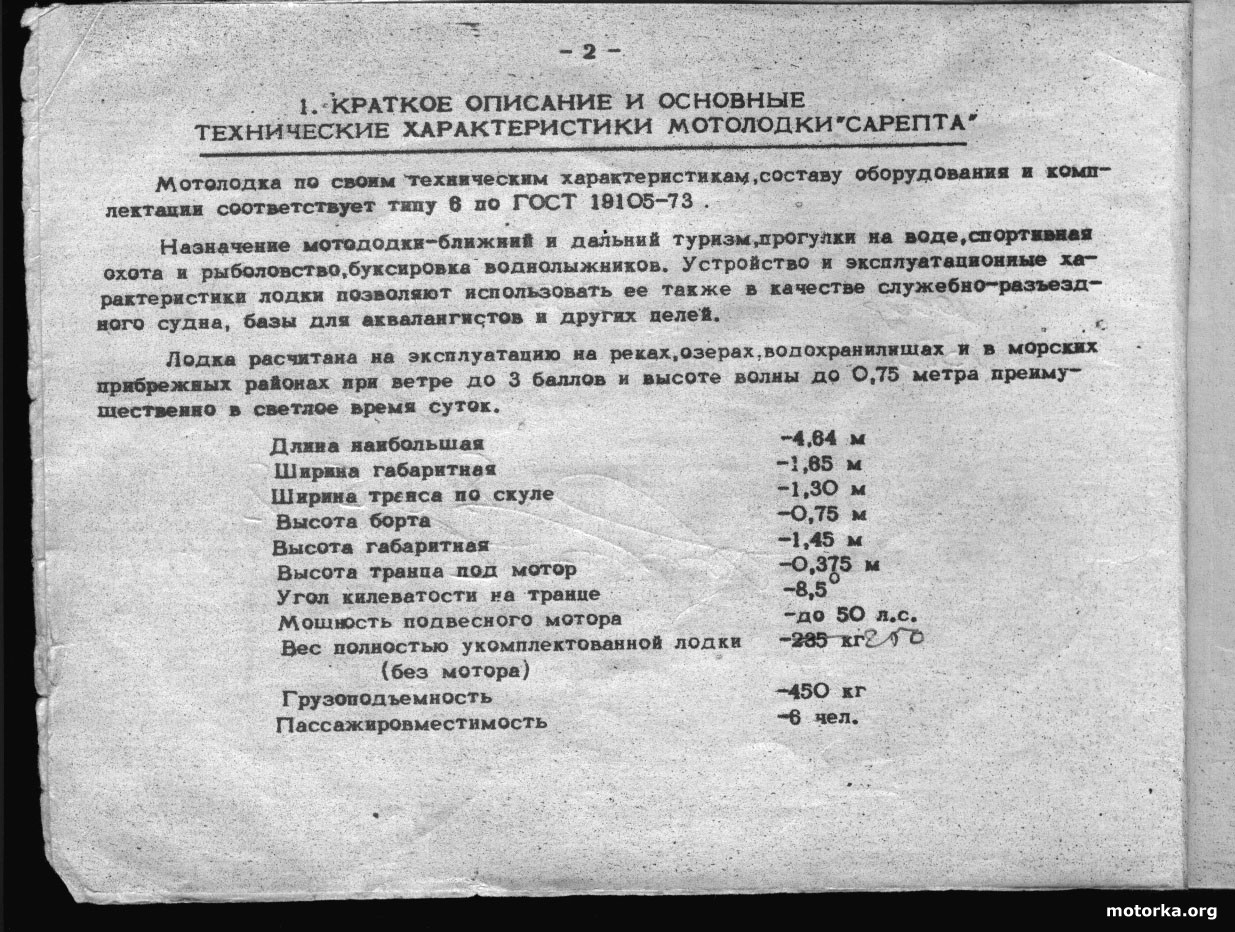 - 2 -
1. КРАТКОЕ ОПИСАНИЕ И ОСНОВНЫЕ
ТЕХНИЧЕСКИЕ ХАРАКТЕРИСТИКИ МОТОЛОДКИ"САРЕПТА"
Мотолодка по своим техническим характеристикам,составу оборудования и комп-
лектации соответствует типу 6 по ГОСТ 19105-73 .
Назначение мотододки-ближний и дальний туризм,прогулки на воде,спортивная
охота и рыболовство,буксировка воднолыжников. Устройство и эксплуатационные ха-
рактеристики лодки позволяют использовать ее также в качестве служебно-разъезд-
ного судна, базы для аквалангистов и других целей.
Лодка расчитана на эксплуатацию на реках,озерах,водохранилищах и в морских
прибрежных районах при ветре до 3 баллов и высоте волны до 0,75 метра преиму-
щественно в светлое время суток.
Длина наибольшая -4,64 м
Ширина габаритная -1,85 м
Ширина транса по скуле -1,30 м
Высота борта -0,75 м
Высота габаритная -1,45 м
Высота транца под мотор -0,375 м
Угол килеватости на транце -8,5°
Мощность подвесного мотора -до 50 л.с.
Вес полностью укомплектованной лодки -235 кг 250
(без мотора)
Грузоподъемность -450 кг
Пассажировместимость -6 чел.
motorka.org